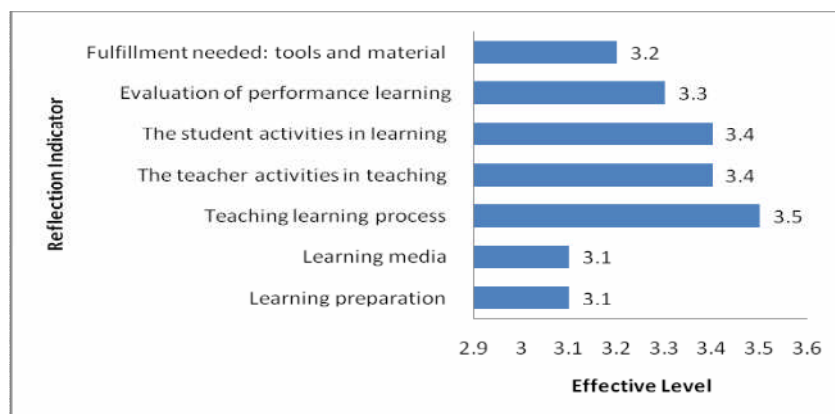 Reflection Indicator
Fulfillment needed: tools and material
3.2
Evaluation of performance learning
3.3
The student activities in learning
3.4
The teacher activities in teaching
3.4
Teaching learning process
3.5
Learning media
3.1
Learning preparation
3.1
2.9 3 3.1 3.2 3.3 3.4 3.5 3.6
Effective Level